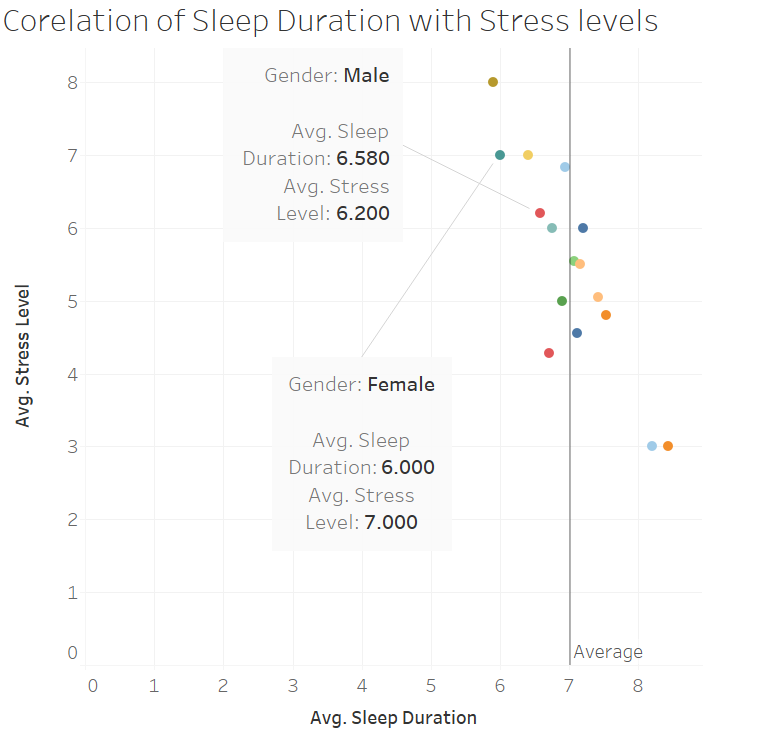 Corelation of Sleep Duration with Stress levels
Gender: Male
Avg. Sleep
Duration: 6.580
Avg. Stress
Level: 6.200
Gender: Female
Avg. Sleep
Duration: 6.000
Avg. Stress
Level: 7.000
8
7
6
5
4
3
2
1
0
Avg. Stress Level
Average
0 1 2 3 4 5 6 7 8
Avg. Sleep Duration